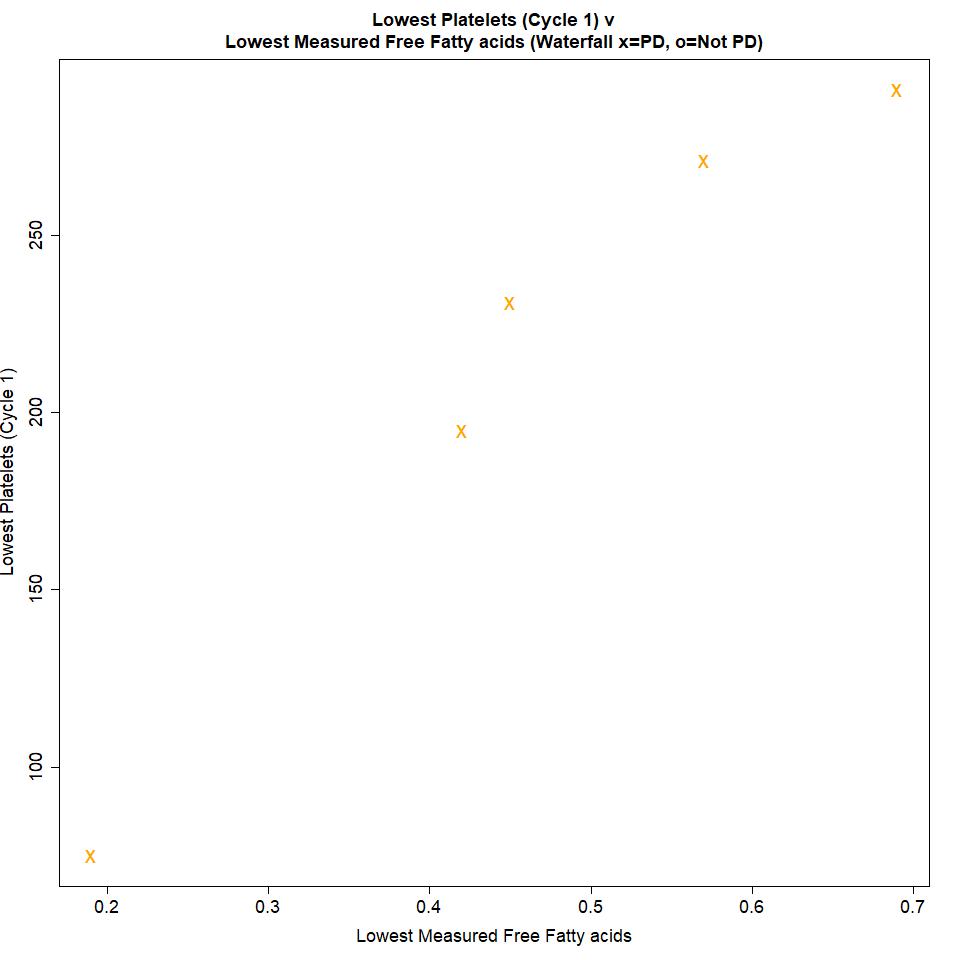 Lowest Platelets (Cycle 1) v
Lowest Measured Free Fatty acids (Waterfall x=PD, o=Not PD)
X
X
250
X
200
X
Lowest Platelets (Cycle 1)
150
100
X
0.2 0.3 0.4 0.5 0.6 0.7
Lowest Measured Free Fatty acids